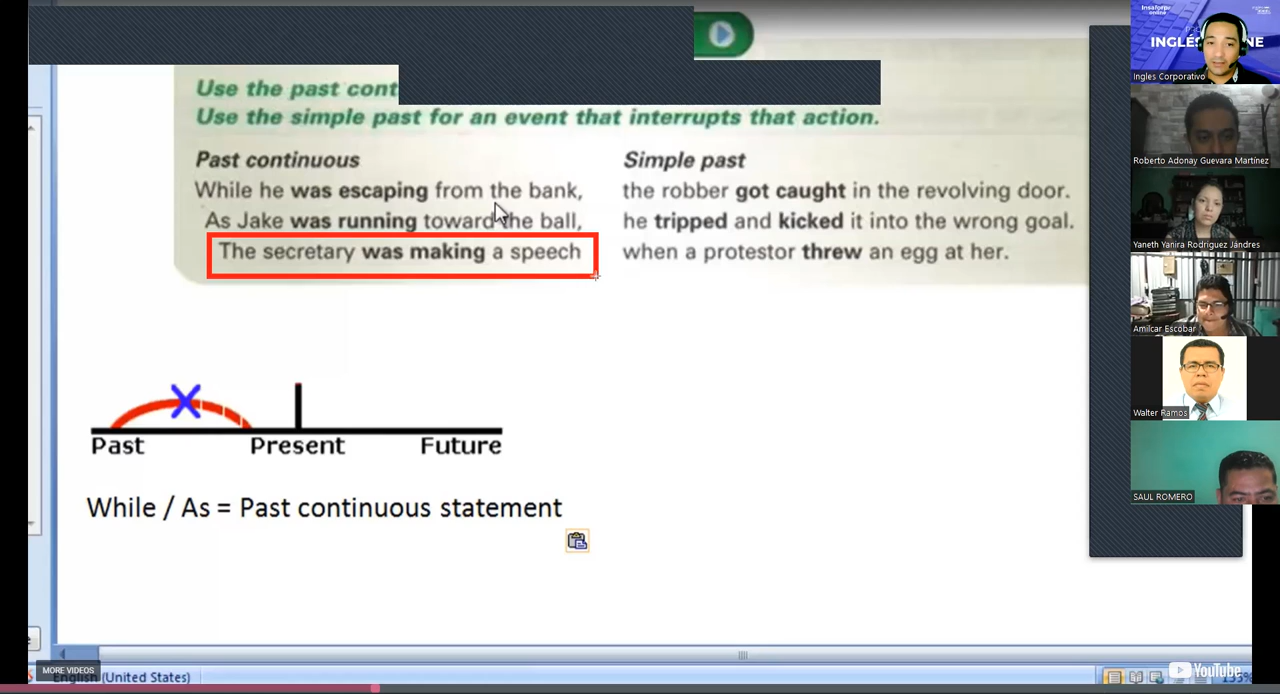 Use the past cont
Use the simple past for an event that interrupts that action.
Past continuous
Simple past
While he was escaping from the bank,
the robber got caught in the revolving door.
As Jake was running toward the ball,
he tripped and kicked it into the wrong goal.
The secretary was making a speech
when a protestor threw an egg at her.
Past Present Future
While / As = Past continuous statement
MORE VIDEOS
English (United States)
YouTube
Insaforp
online
Ingles Corporativo
Roberto Adonay Guevara Martínez
Yaneth Yanira Rodriguez Jándres
Amilcar Escobar
Walter Ramos
SAUL ROMERO